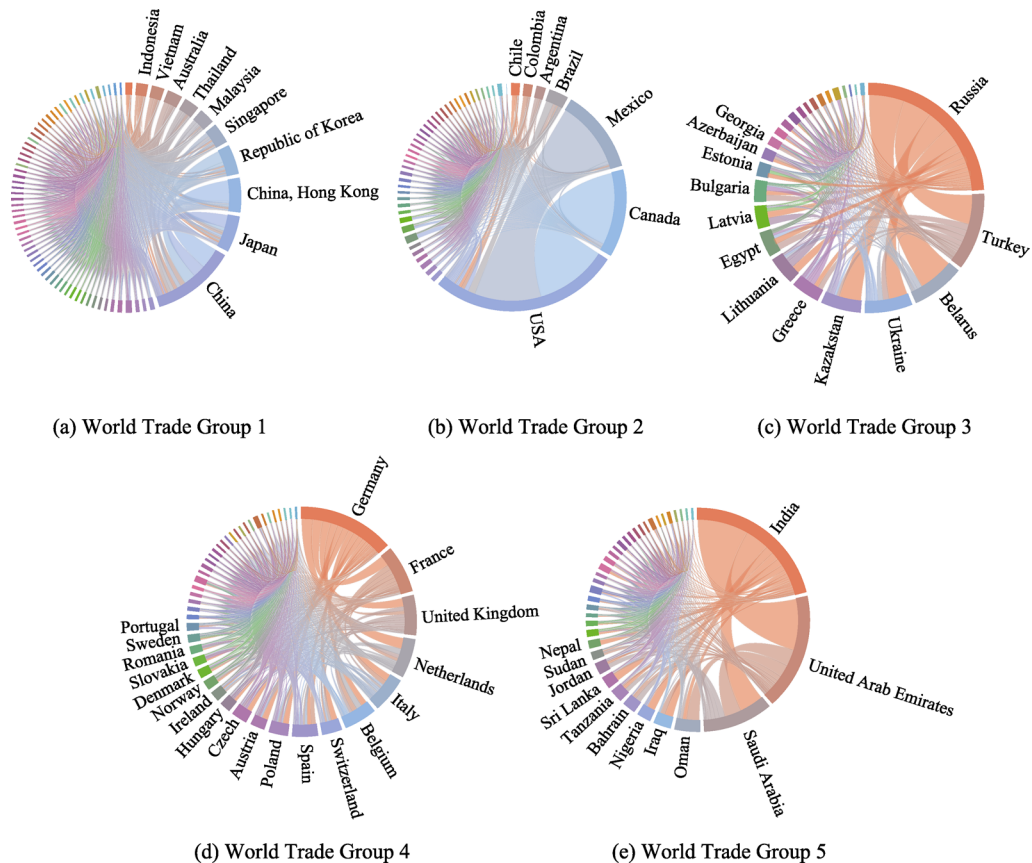 Indonesia
Vietnam
Australia
Thailand
Malaysia
Singapore
Republic of Korea
China, Hong Kong
Japan
China
(a) World Trade Group 1
Chile
Colombia
Argentina
Brazil
Mexico
Canada
USA
(b) World Trade Group 2
Russia
Turkey
Belarus
Ukraine
Kazakstan
Greece
Lithuania
Egypt
Latvia
Bulgaria
Estonia
Azerbaijan
Georgia
(c) World Trade Group 3
Germany
France
United Kingdom
Netherlands
Italy
Belgium
Switzerland
Spain
Poland
Austria
Czech
Hungary
Ireland
Norway
Denmark
Slovakia
Romania
Sweden
Portugal
(d) World Trade Group 4
India
United Arab Emirates
Saudi Arabia
Oman
Iraq
Nigeria
Bahrain
Tanzatia
Sri Lanka
Jordan
Sudan
Nepal
(e) World Trade Group 5